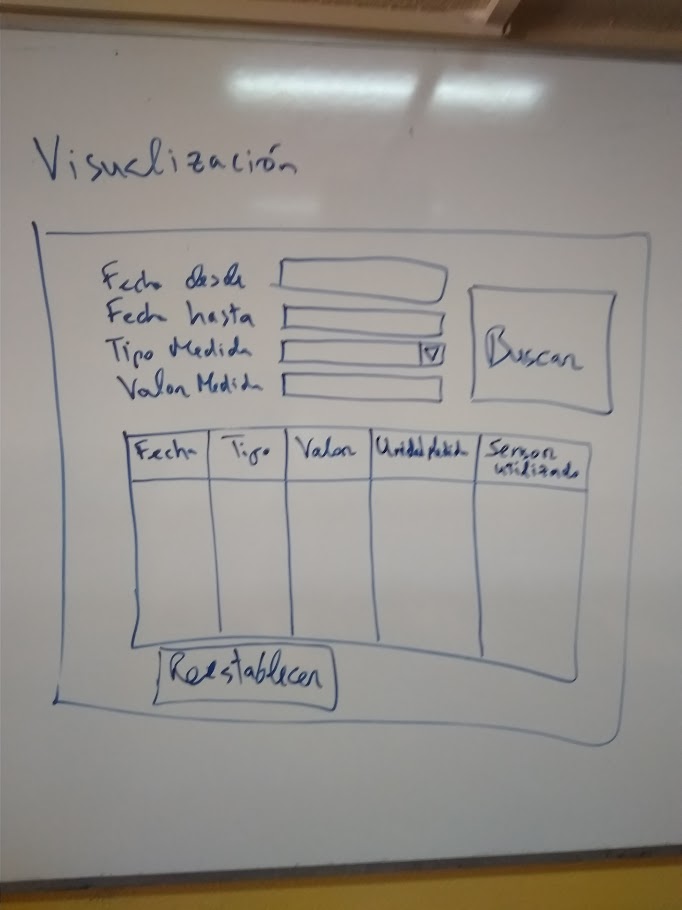 Visualización
Fecha desde
Fecha hasta
Tipo Medida
Valor Medida
Buscar
Fecha Tipo Valor Unidad Medida Sensor
utilizado
Reestablecer